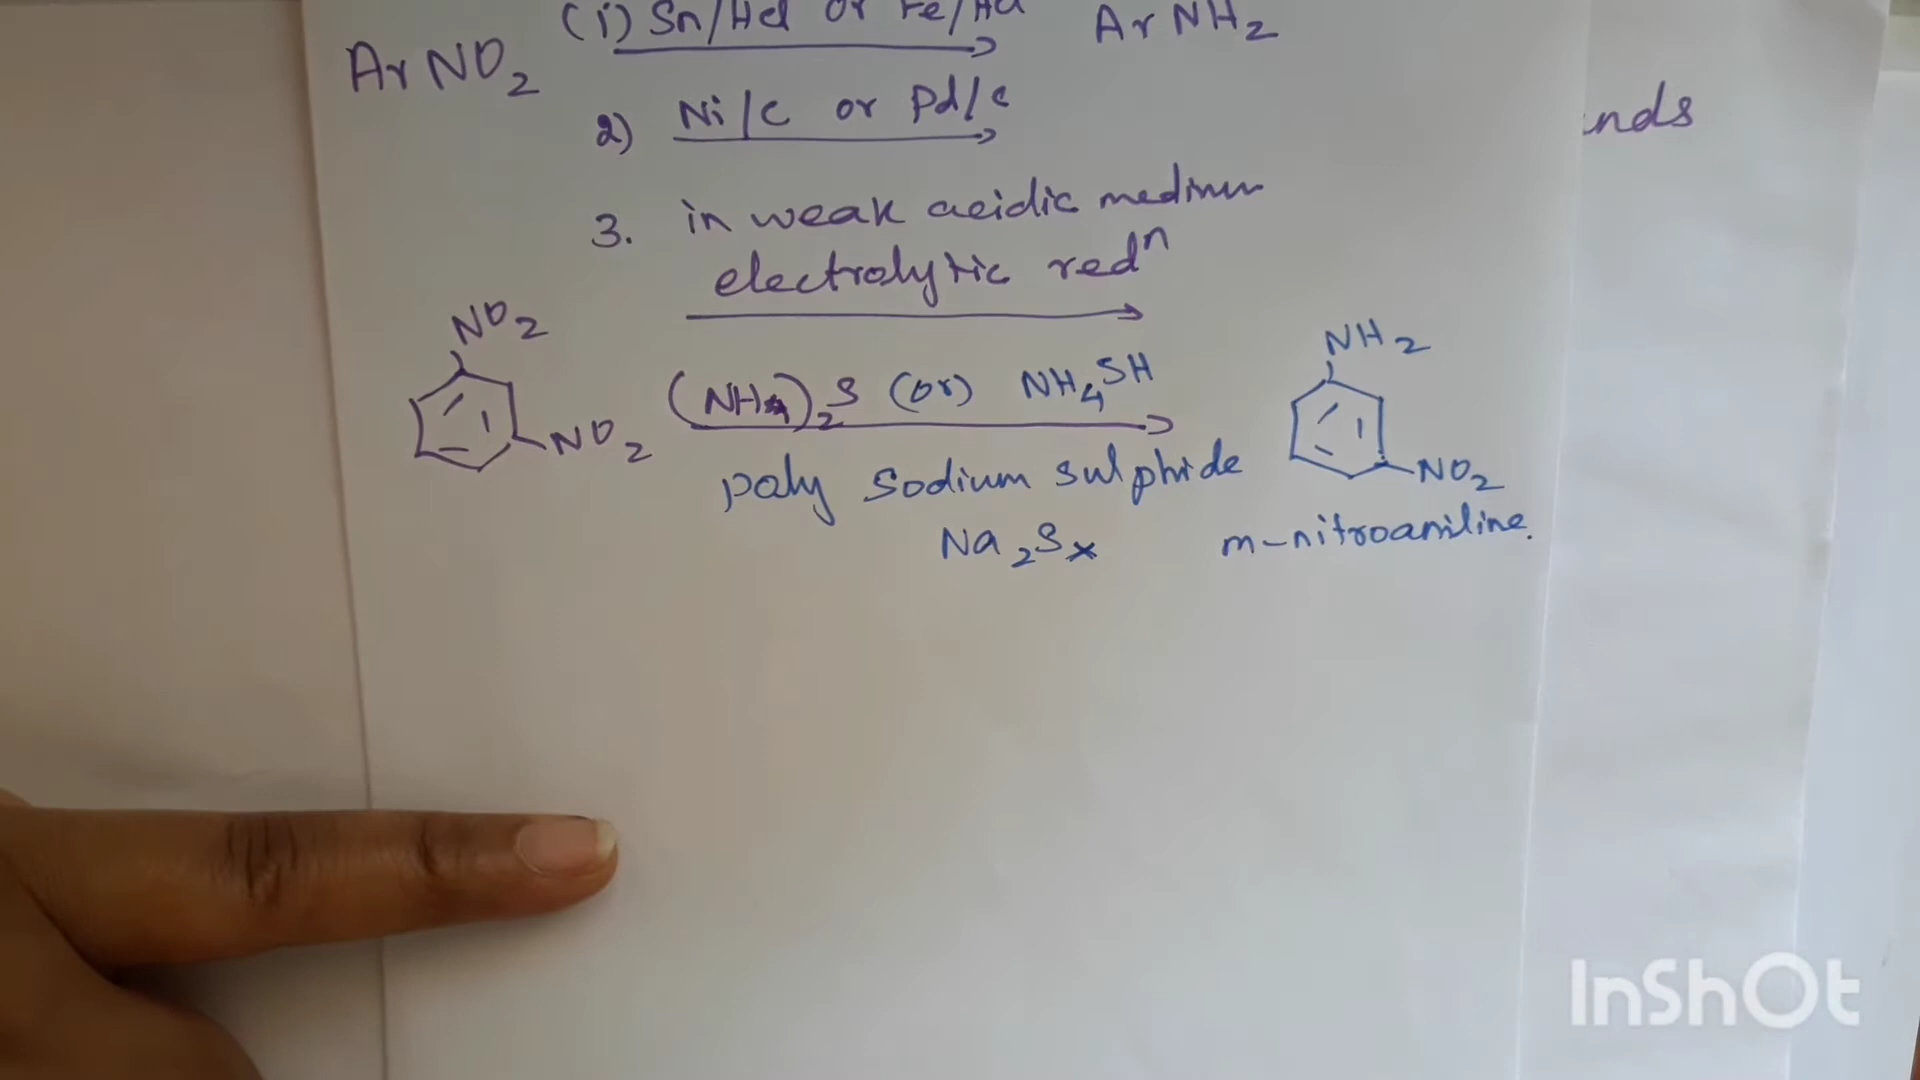 (i) Sn/HCl or Fe/HCl
ArNO2 ArNH2
2) Ni/C or Pd/C
nds
3. in weak acidic medium
electrolytic redn
NO2
NO2
(NH4)2S (or) NH4SH
poly sodium sulphide
Na2Sx
NH2
NO2
m-nitroaniline.
InShOt